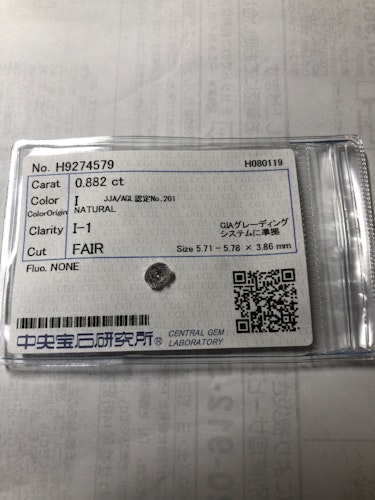 No. H9274579 H080119
Carat 0.882 ct
Color I JJA/AGL認定No.201
ColorOrigin NATURAL
Clarity I-1 GIAグレーディング
システムに準拠
Cut FAIR Size 5.71 - 5.78 × 3.86 mm
Fluo. NONE
中央宝石研究所® CENTRAL GEM
LABORATORY